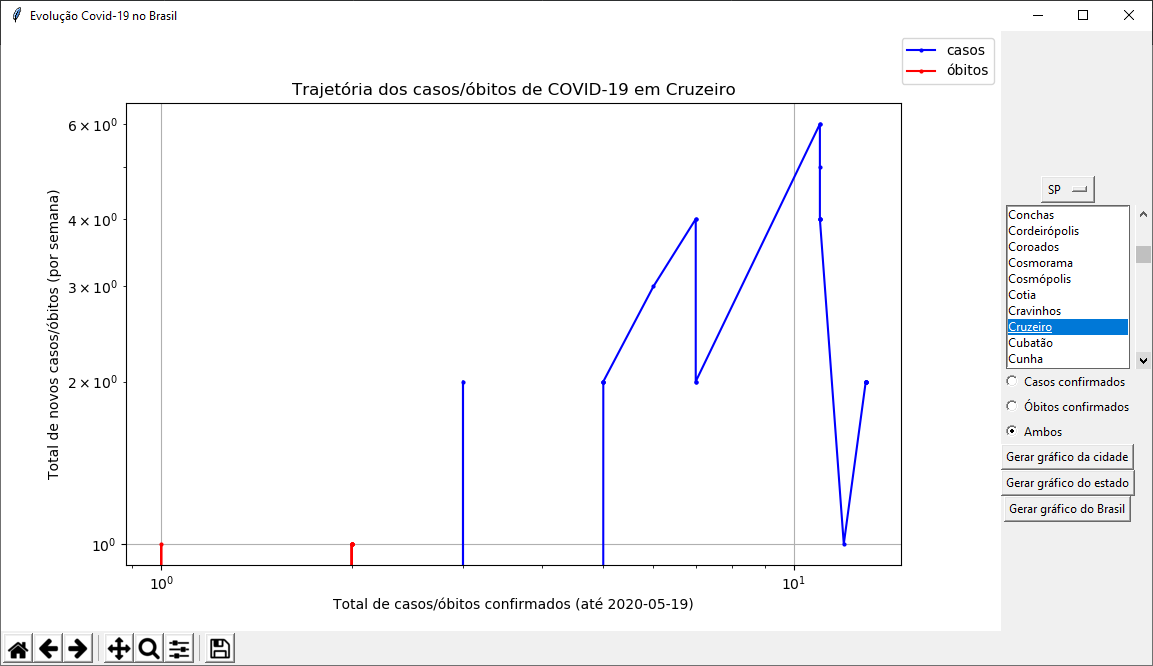 Evolução Covid-19 no Brasil
casos
óbitos
Trajetória dos casos/óbitos de COVID-19 em Cruzeiro
Total de novos casos/óbitos (por semana)
6 × 10⁰
4 × 10⁰
3 × 10⁰
2 × 10⁰
10⁰
10⁰
10¹
Total de casos/óbitos confirmados (até 2020-05-19)
SP
Conchas
Cordeirópolis
Coroados
Cosmorama
Cosmópolis
Cotia
Cravinhos
Cruzeiro
Cubatão
Cunha
Casos confirmados
Óbitos confirmados
Ambos
Gerar gráfico da cidade
Gerar gráfico do estado
Gerar gráfico do Brasil